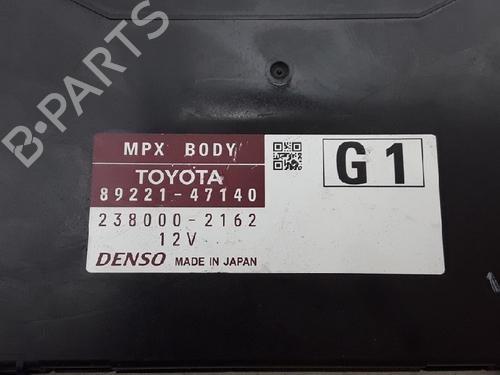 B-PARTS
MPX BODY
TOYOTA
89221-47140
238000-2162
12V
DENSO MADE IN JAPAN
G1